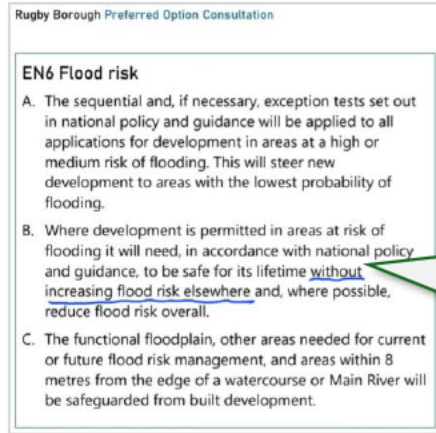 Rugby Borough Preferred Option Consultation
EN6 Flood risk
A. The sequential and, if necessary, exception tests set out
in national policy and guidance will be applied to all
applications for development in areas at a high or
medium risk of flooding. This will steer new
development to areas with the lowest probability of
flooding.
B. Where development is permitted in areas at risk of
flooding it will need, in accordance with national policy
and guidance, to be safe for its lifetime without
increasing flood risk elsewhere and, where possible,
reduce flood risk overall.
C. The functional floodplain, other areas needed for current
or future flood risk management, and areas within 8
metres from the edge of a watercourse or Main River will
be safeguarded from built development.